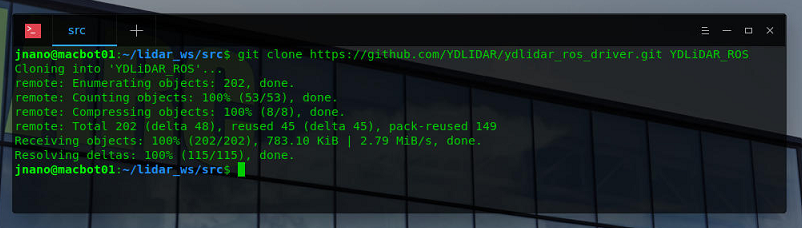 src
jnano@macbot01:~/lidar_ws/src$ git clone https://github.com/YDLIDAR/ydlidar_ros_driver.git YDLiDAR_ROS
Cloning into 'YDLiDAR_ROS'...
remote: Enumerating objects: 202, done.
remote: Counting objects: 100% (53/53), done.
remote: Compressing objects: 100% (8/8), done.
remote: Total 202 (delta 48), reused 45 (delta 45), pack-reused 149
Receiving objects: 100% (202/202), 783.10 KiB | 2.79 MiB/s, done.
Resolving deltas: 100% (115/115), done.
jnano@macbot01:~/lidar_ws/src$